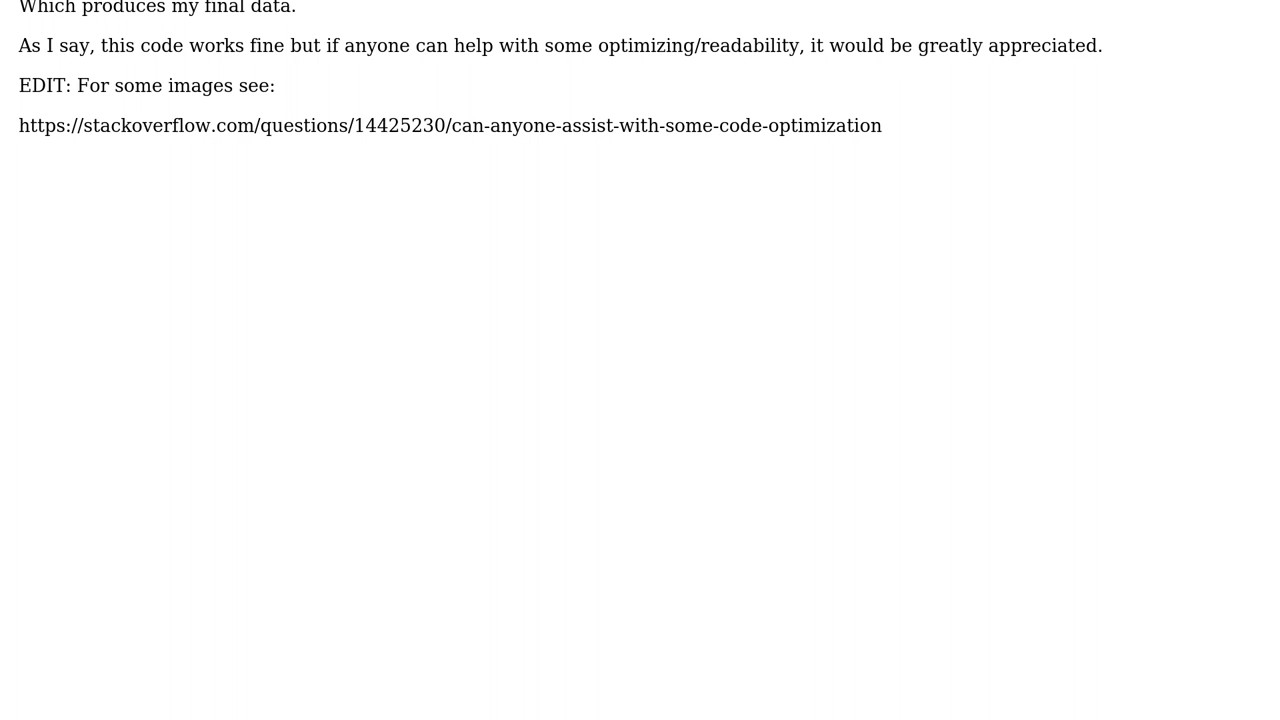 Which produces my final data.
As I say, this code works fine but if anyone can help with some optimizing/readability, it would be greatly appreciated.
EDIT: For some images see:
https://stackoverflow.com/questions/14425230/can-anyone-assist-with-some-code-optimization